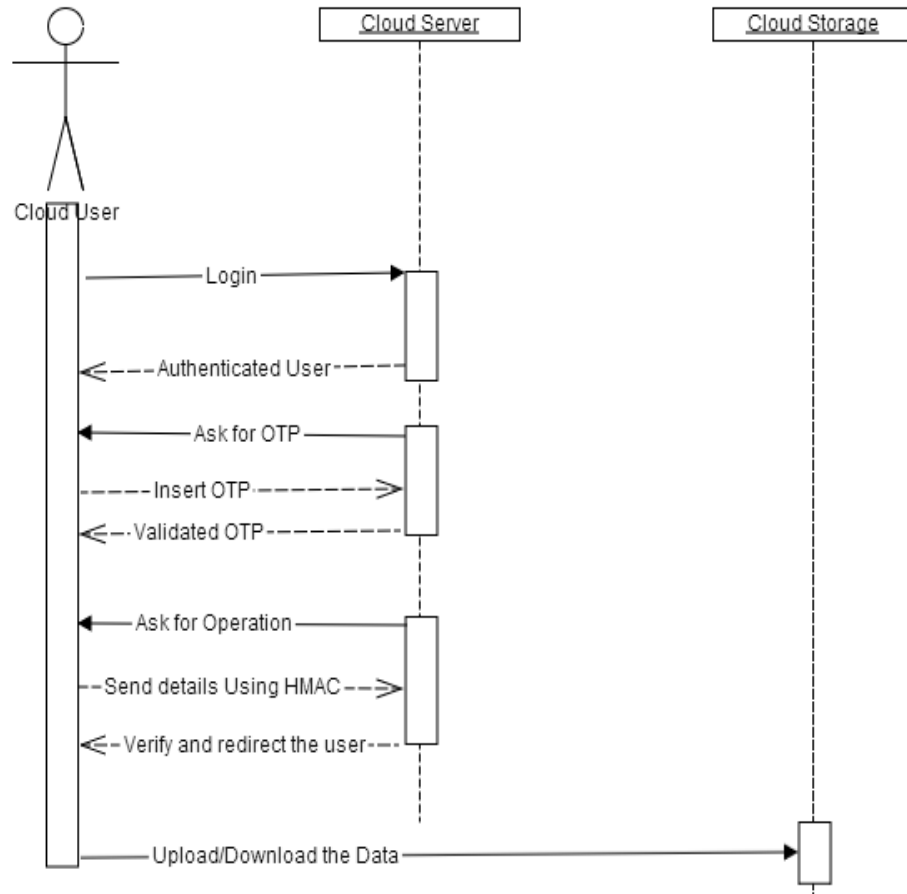 Cloud Server
Cloud Storage
Cloud User
Login
Authenticated User
Ask for OTP
Insert OTP
Validated OTP
Ask for Operation
Send details Using HMAC
Verify and redirect the user
Upload/Download the Data